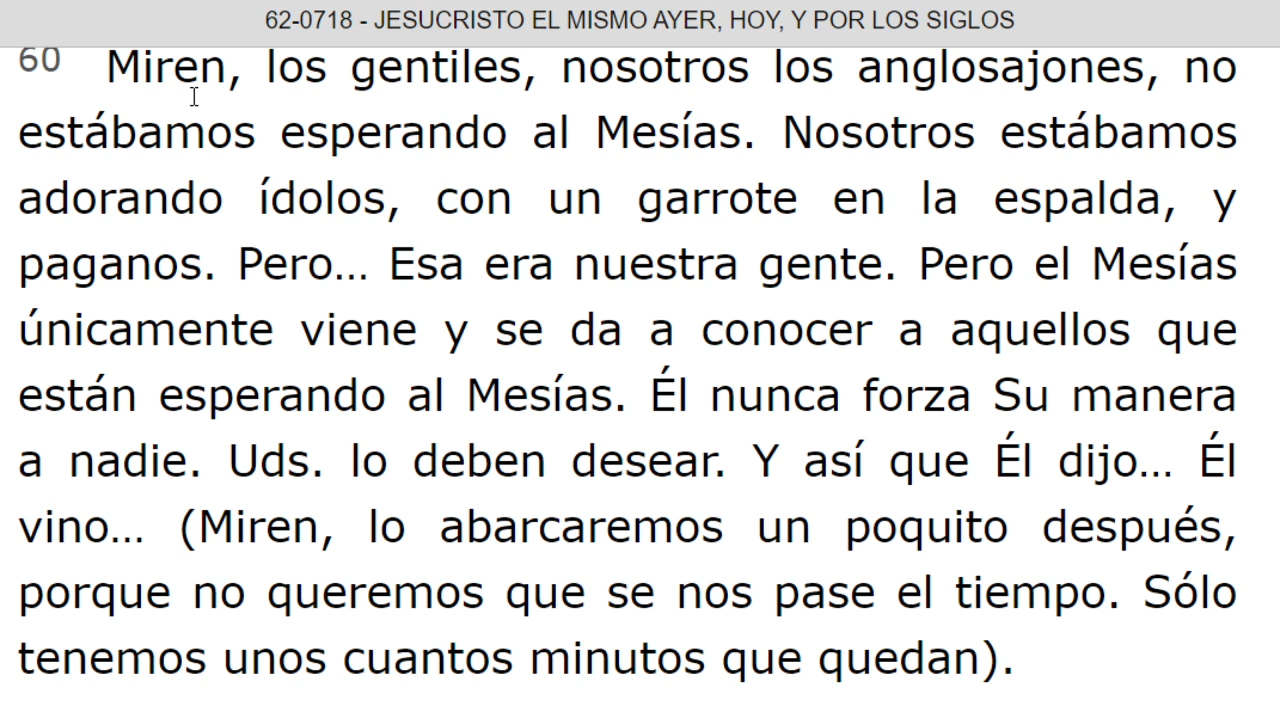 62-0718 - JESUCRISTO EL MISMO AYER, HOY, Y POR LOS SIGLOS
60 Miren, los gentiles, nosotros los anglosajones, no
estábamos esperando al Mesías. Nosotros estábamos
adorando ídolos, con un garrote en la espalda, y
paganos. Pero… Esa era nuestra gente. Pero el Mesías
únicamente viene y se da a conocer a aquellos que
están esperando al Mesías. Él nunca forza Su manera
a nadie. Uds. lo deben desear. Y así que Él dijo… Él
vino… (Miren, lo abarcaremos un poquito después,
porque no queremos que se nos pase el tiempo. Sólo
tenemos unos cuantos minutos que quedan).